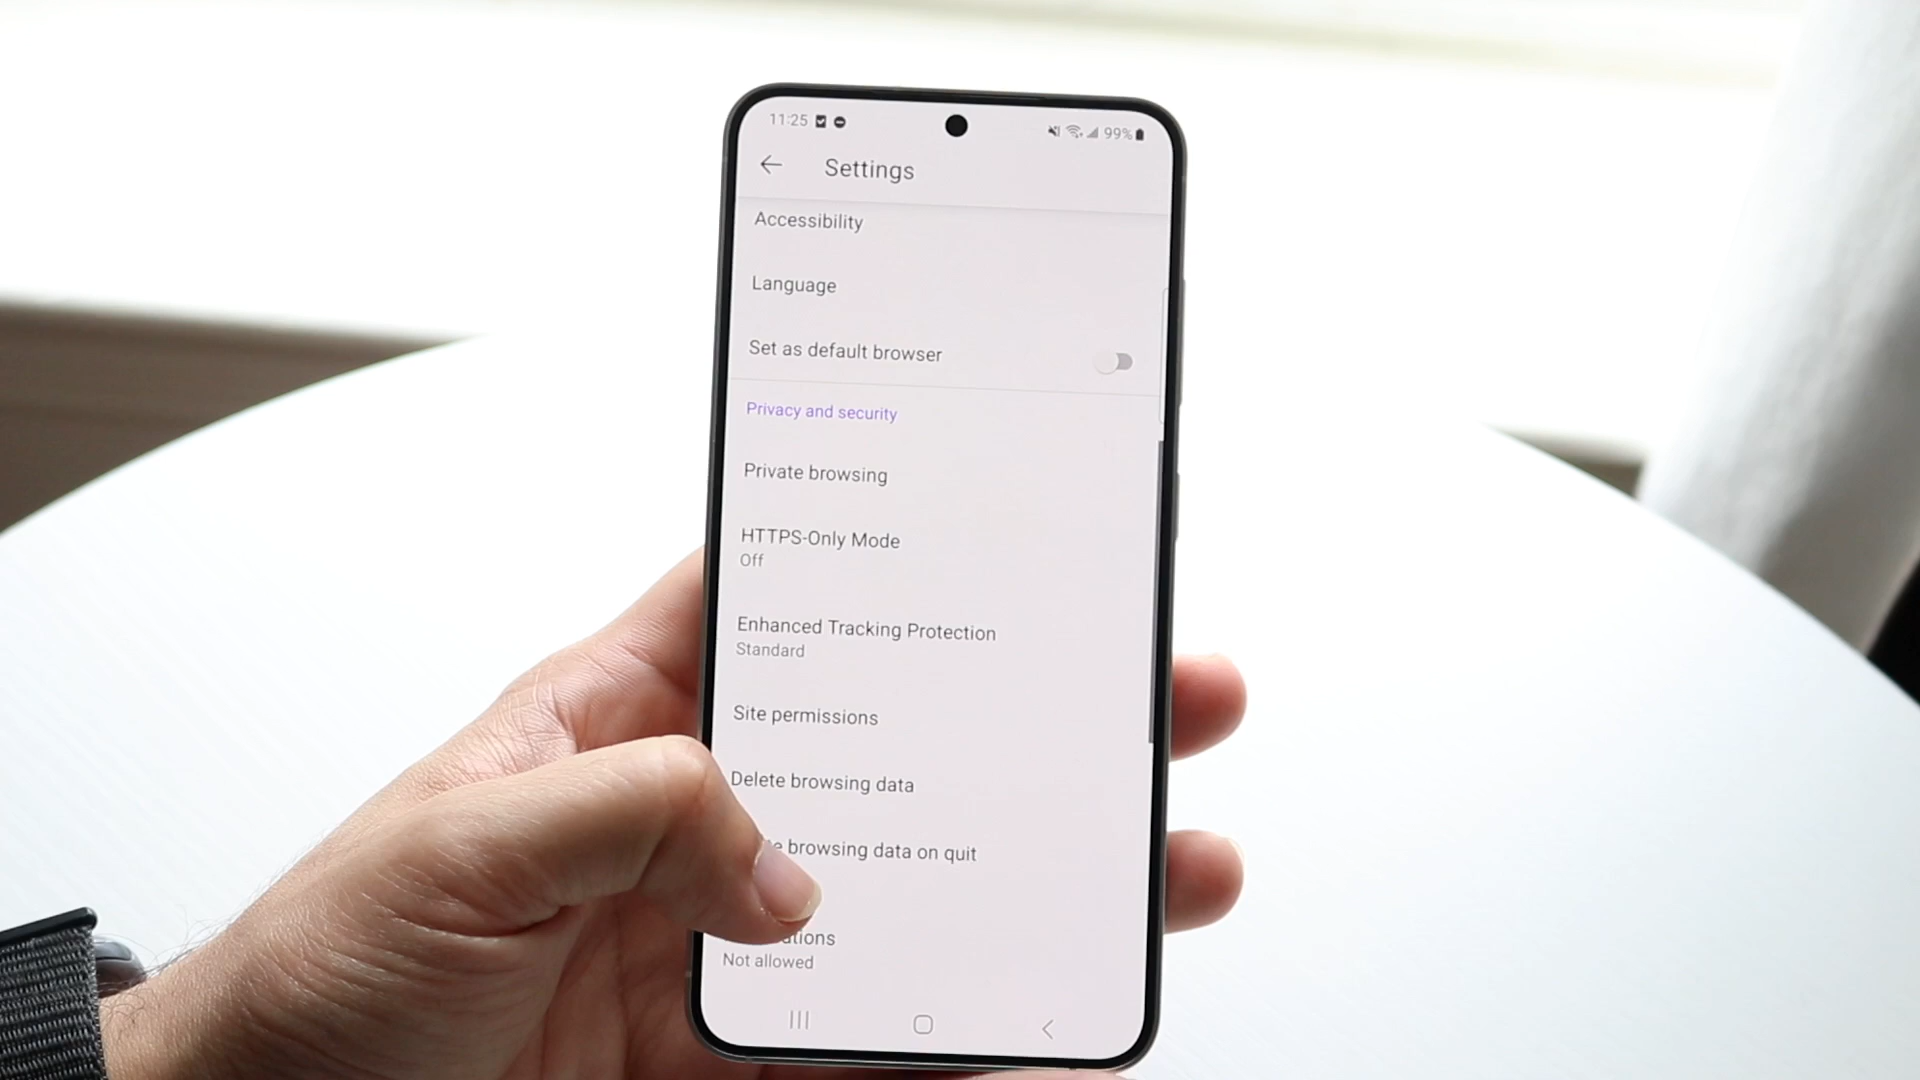 11:25
99%
Settings
Accessibility
Language
Set as default browser
Privacy and security
Private browsing
HTTPS-Only Mode
Off
Enhanced Tracking Protection
Standard
Site permissions
Delete browsing data
browsing data on quit
Not allowed